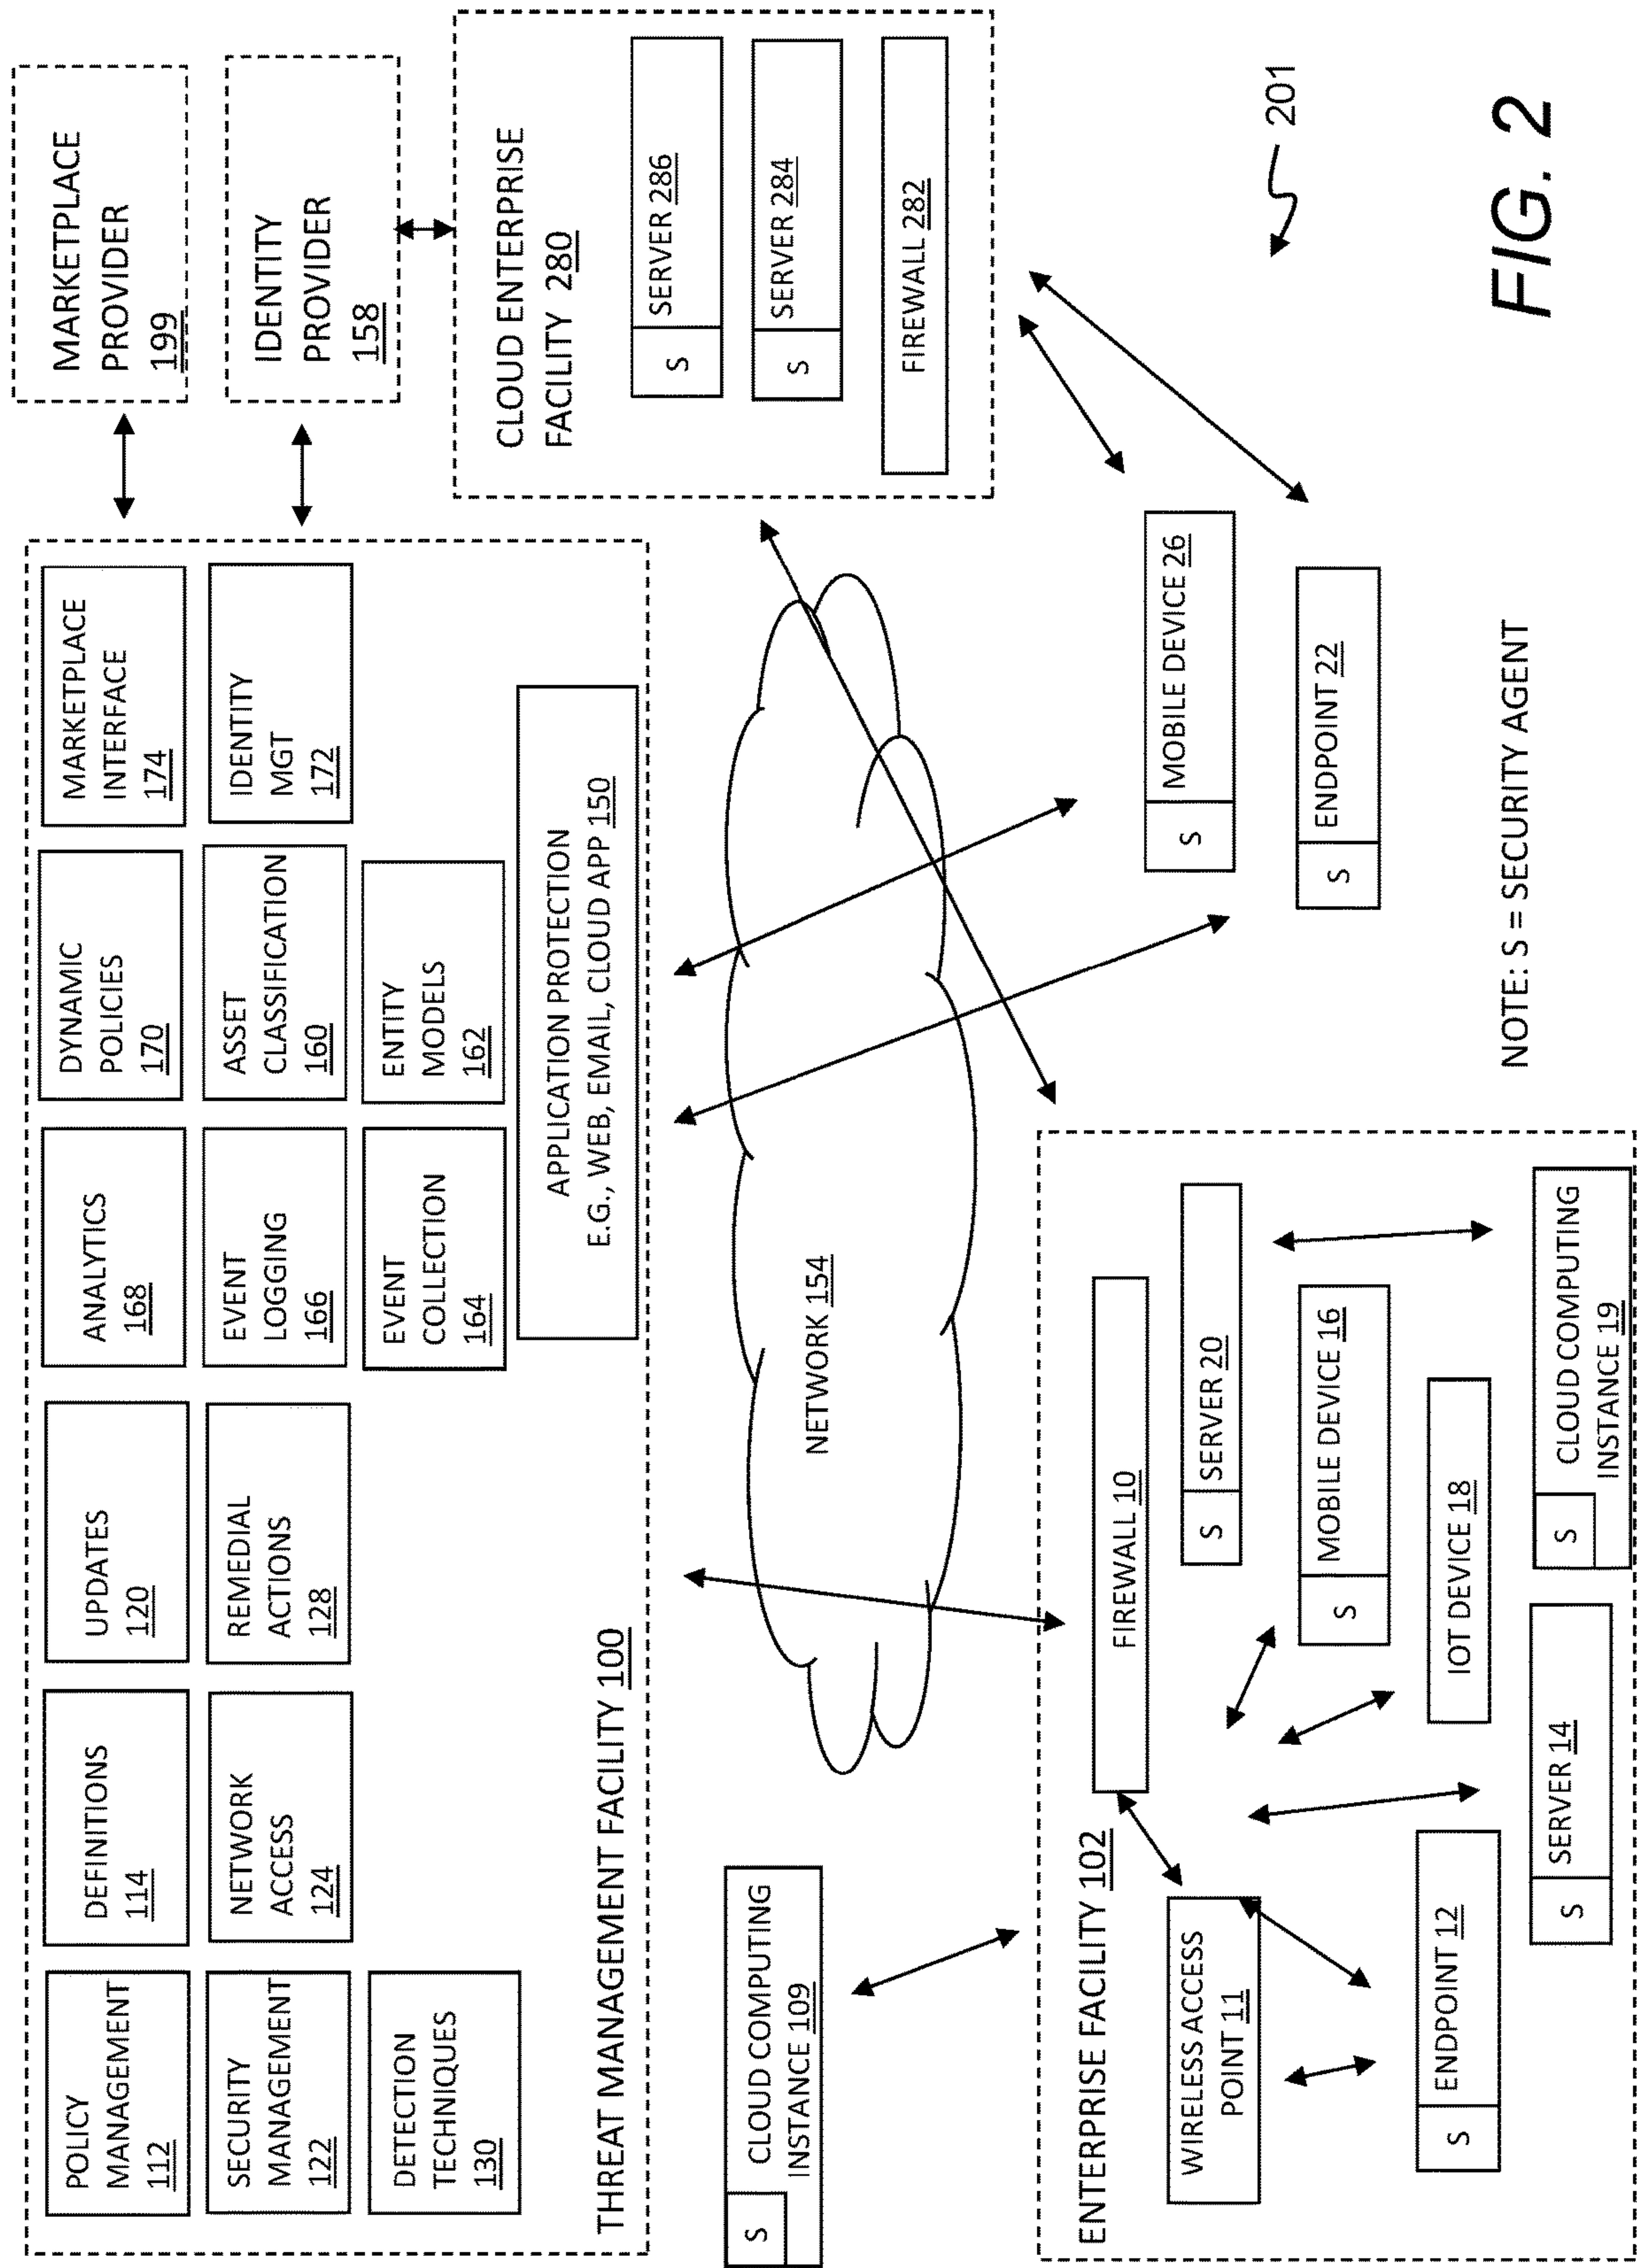 POLICY
MANAGEMENT
112
DEFINITIONS
114
UPDATES
120
ANALYTICS
168
DYNAMIC
POLICIES
170
MARKETPLACE
INTERFACE
174
MARKETPLACE
PROVIDER
199
SECURITY
MANAGEMENT
122
NETWORK
ACCESS
124
REMEDIAL
ACTIONS
128
EVENT
LOGGING
166
ASSET
CLASSIFICATION
160
IDENTITY
MGT
172
IDENTITY
PROVIDER
158
DETECTION
TECHNIQUES
130
EVENT
COLLECTION
164
ENTITY
MODELS
162
APPLICATION PROTECTION
E.G., WEB, EMAIL, CLOUD APP 150
THREAT MANAGEMENT FACILITY 100
CLOUD ENTERPRISE
FACILITY 280
S SERVER 286
S SERVER 284
FIREWALL 282
S
CLOUD COMPUTING
INSTANCE 109
NETWORK 154
ENTERPRISE FACILITY 102
FIREWALL 10
WIRELESS ACCESS
POINT 11
S SERVER 20
S MOBILE DEVICE 16
IOT DEVICE 18
S ENDPOINT 12
S SERVER 14
S
CLOUD COMPUTING
INSTANCE 19
S MOBILE DEVICE 26
S ENDPOINT 22
NOTE: S = SECURITY AGENT
201
FIG. 2